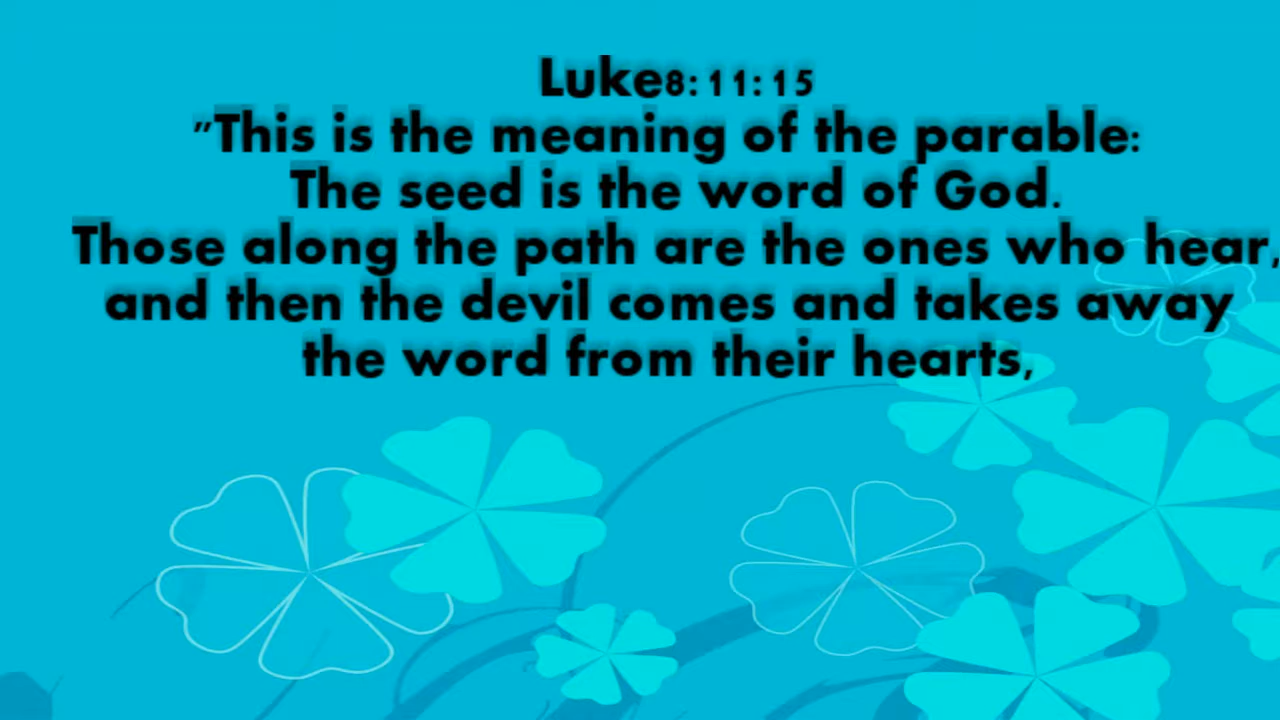 Luke8:11:15
"This is the meaning of the parable:
The seed is the word of God.
Those along the path are the ones who hear,
and then the devil comes and takes away
the word from their hearts,